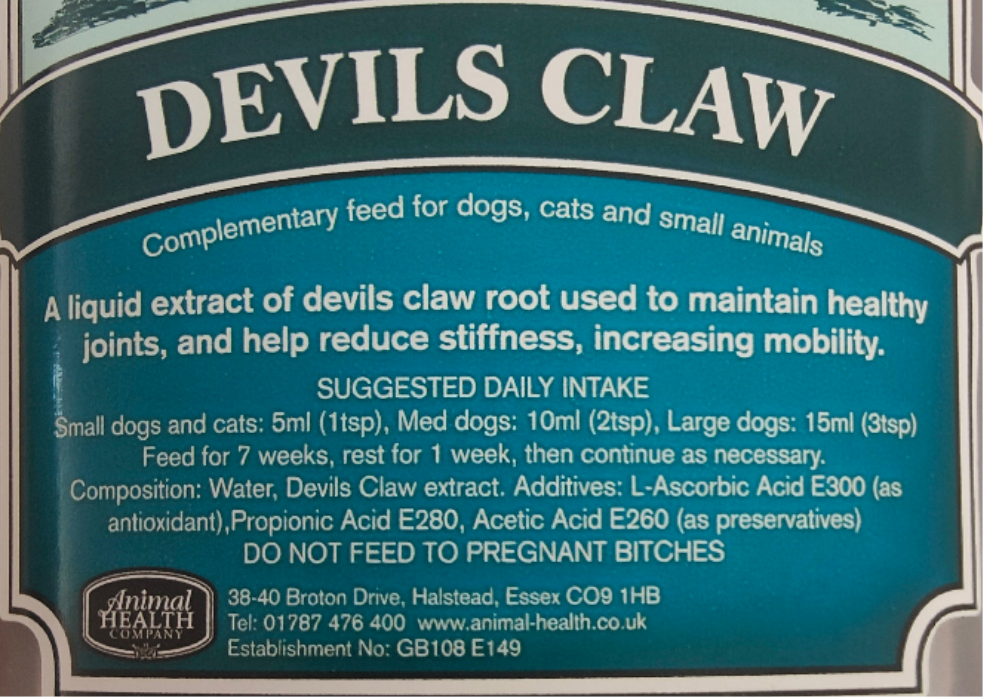 DEVILS CLAW
Complementary feed for dogs, cats and small animals
A liquid extract of devils claw root used to maintain healthy
joints, and help reduce stiffness, increasing mobility.
SUGGESTED DAILY INTAKE
Small dogs and cats: 5ml (1tsp), Med dogs: 10ml (2tsp), Large dogs: 15ml (3tsp)
Feed for 7 weeks, rest for 1 week, then continue as necessary.
Composition: Water, Devils Claw extract. Additives: L-Ascorbic Acid E300 (as
antioxidant),Propionic Acid E280, Acetic Acid E260 (as preservatives)
DO NOT FEED TO PREGNANT BITCHES
Animal
HEALTH
COMPANY
38-40 Broton Drive, Halstead, Essex CO9 1HB
Tel: 01787 476 400 www.animal-health.co.uk
Establishment No: GB108 E149